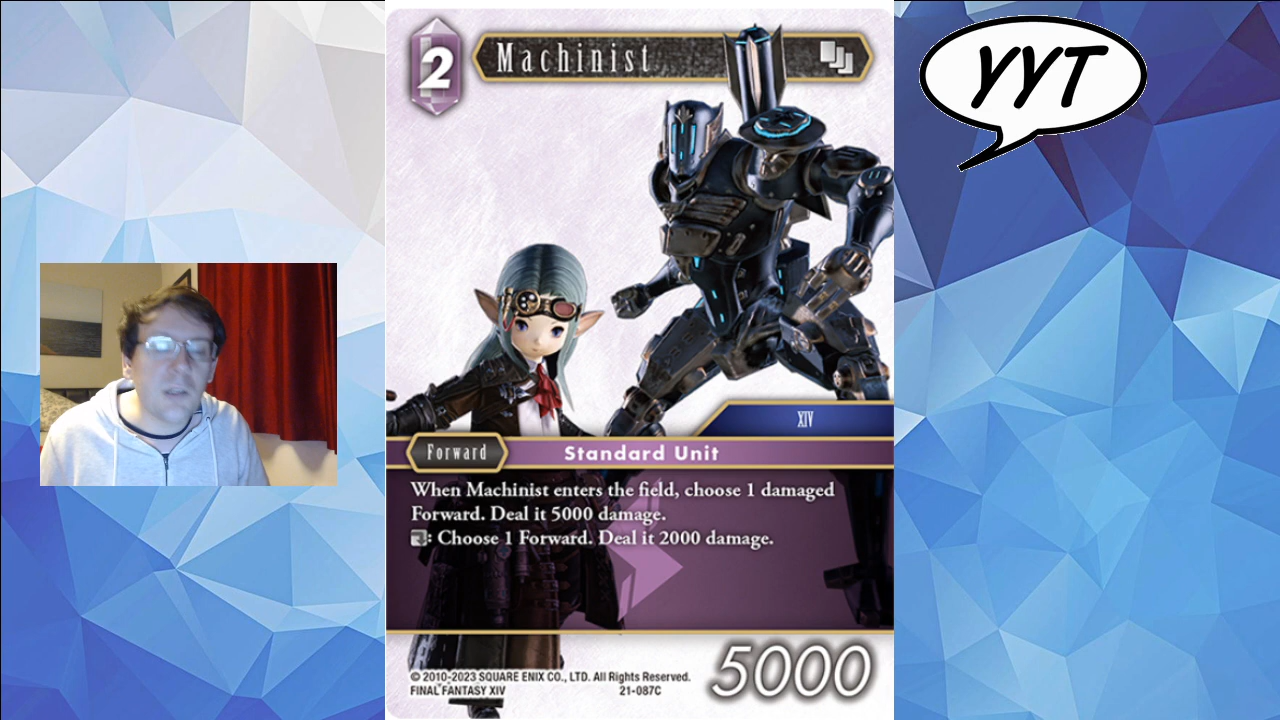 2
Machinist
YYT
XIV
Forward
Standard Unit
When Machinist enters the field, choose 1 damaged
Forward. Deal it 5000 damage.
: Choose 1 Forward. Deal it 2000 damage.
5000
© 2010-2023 SQUARE ENIX CO., LTD. All Rights Reserved.
FINAL FANTASY XIV 21-087C